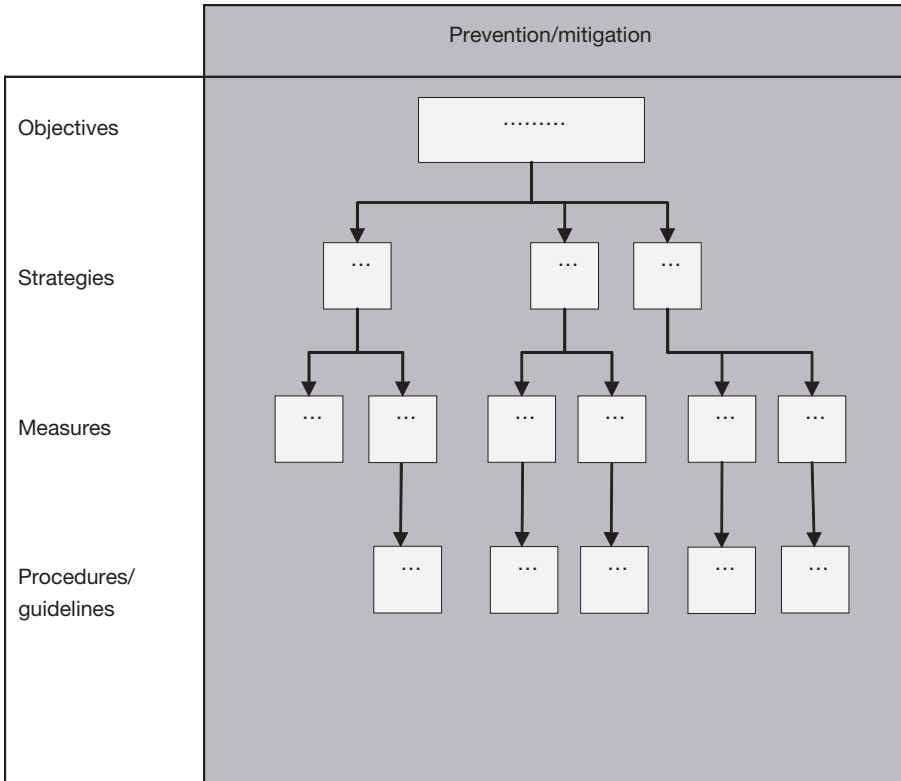 Prevention/mitigation
Objectives
.........
Strategies
... ... ...
Measures
... ... ... ... ... ...
Procedures/
guidelines
... ... ... ... ...